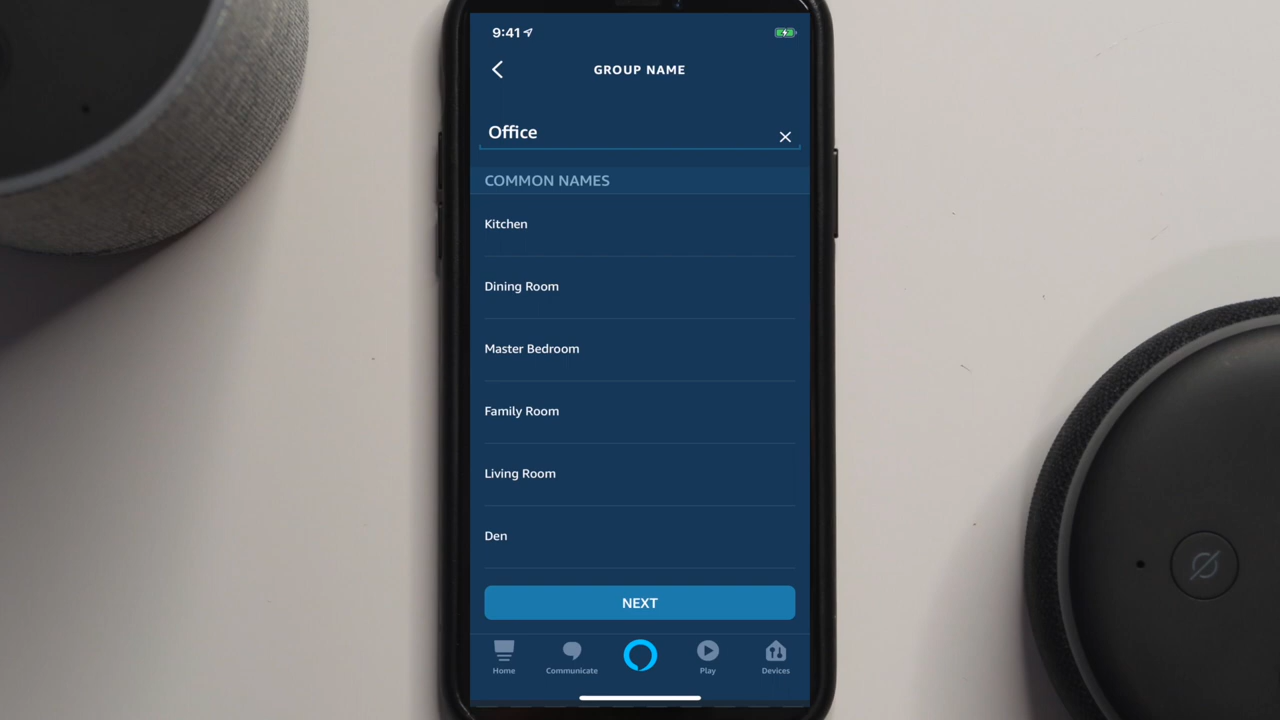 9:41
GROUP NAME
Office
COMMON NAMES
Kitchen
Dining Room
Master Bedroom
Family Room
Living Room
Den
NEXT
Home Communicate Play Devices